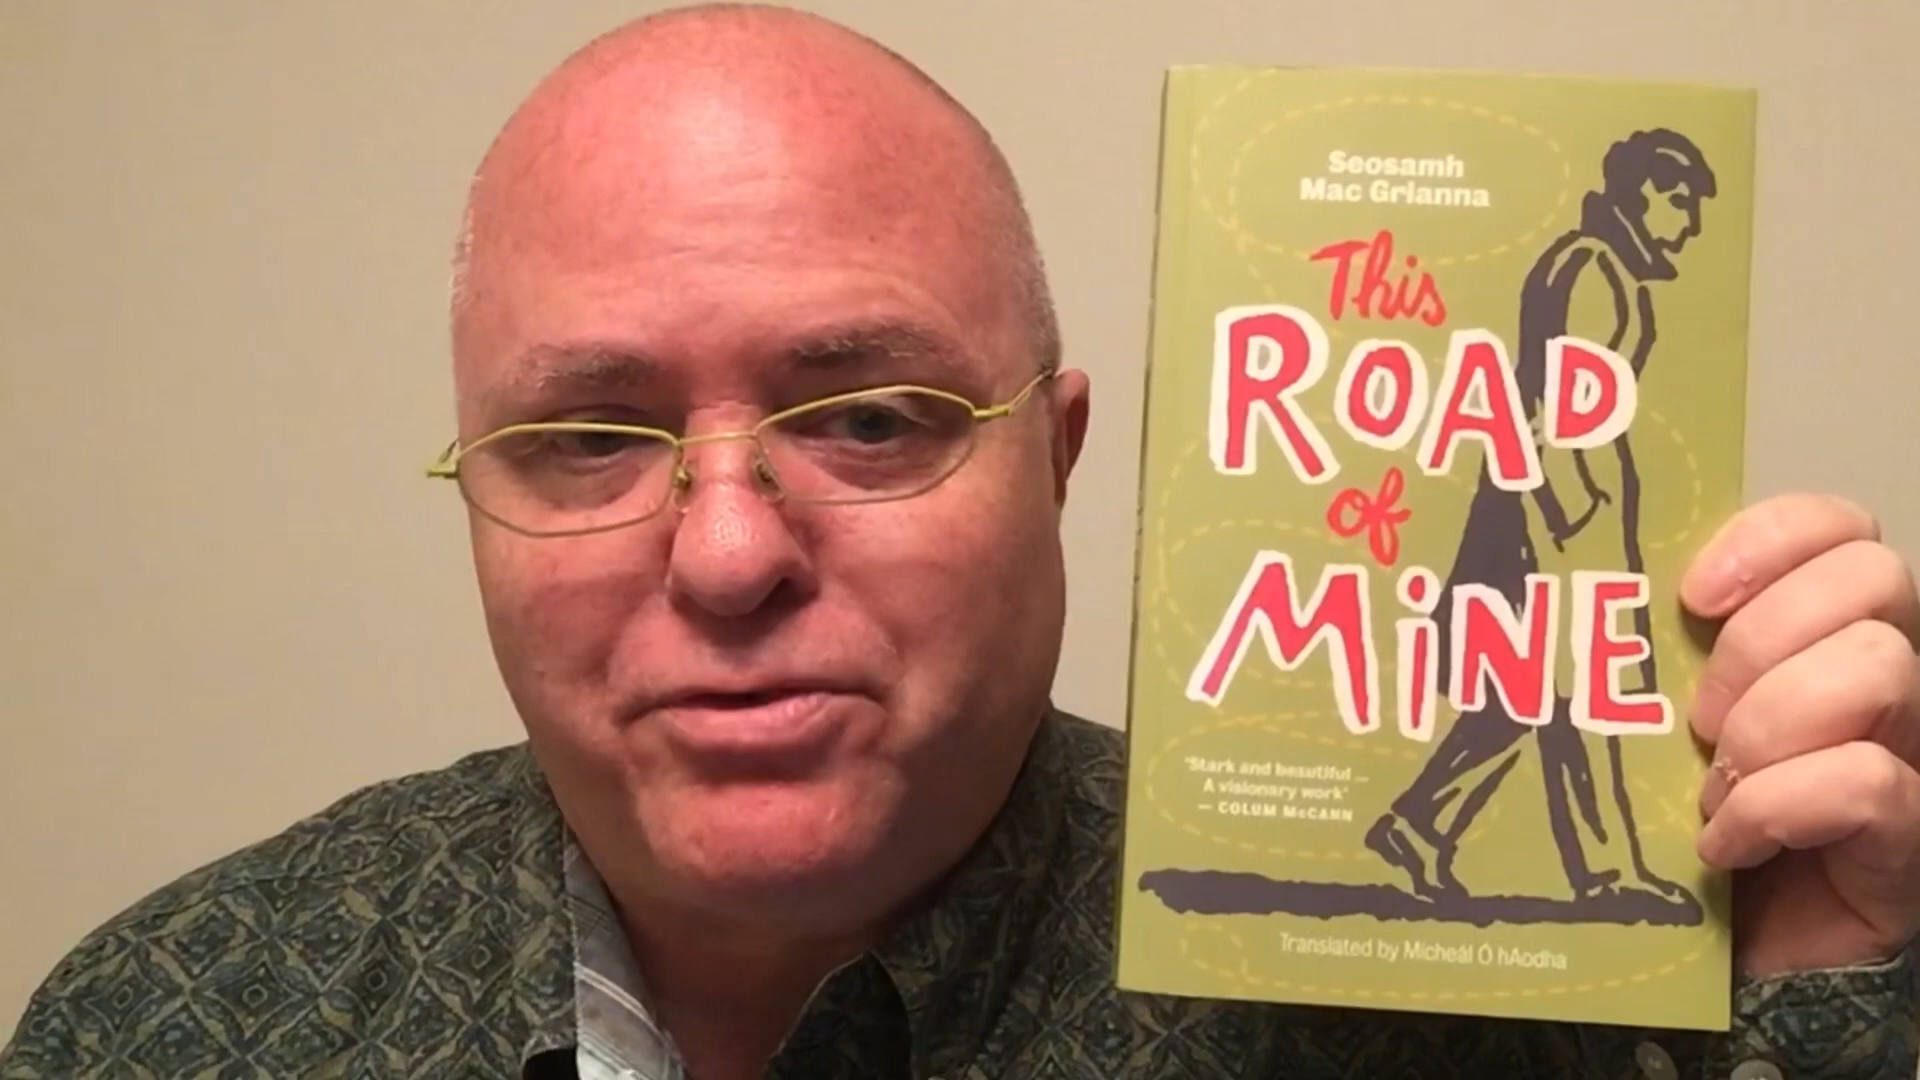 Seosamh
Mac Grianna
This
ROAD
of
MiNE
"Stark and beautiful ...
A visionary work"
— COLUM McCANN
Translated by Micheál Ó hAodha